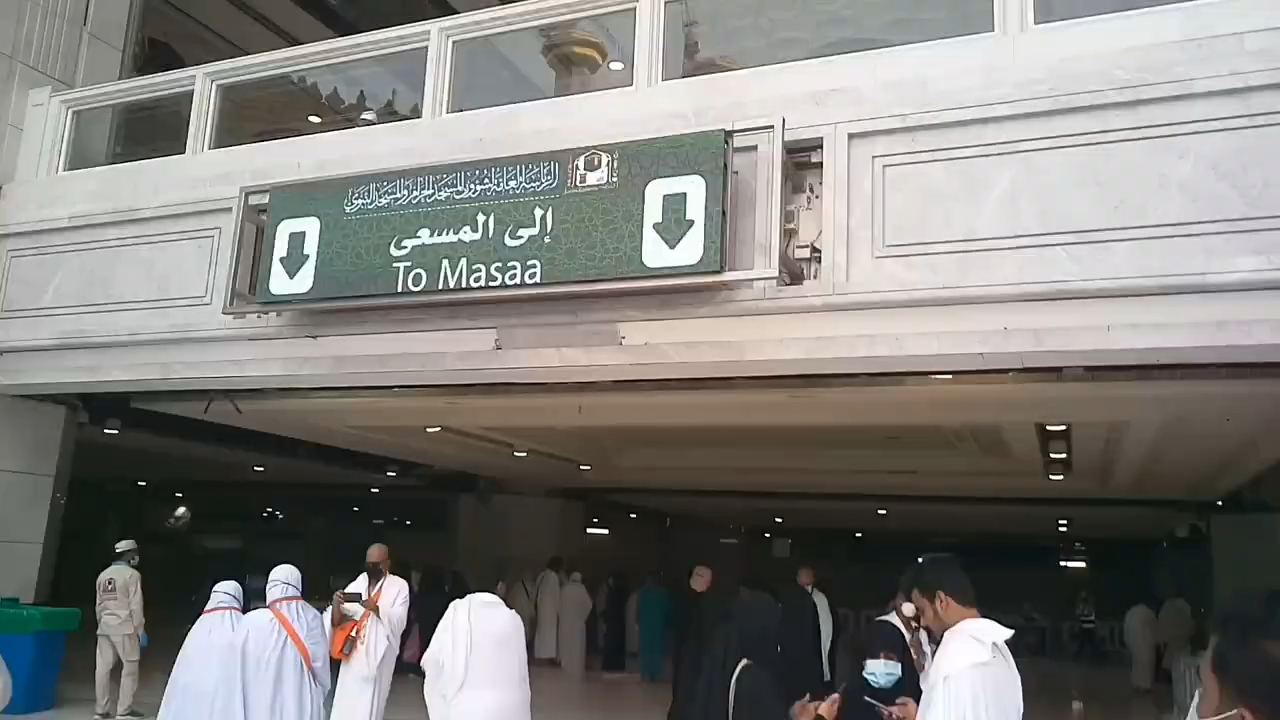 الرئاسة العامة لشؤون المسجد الحرام والمسجد النبوي
إلى المسعى
To Masaa